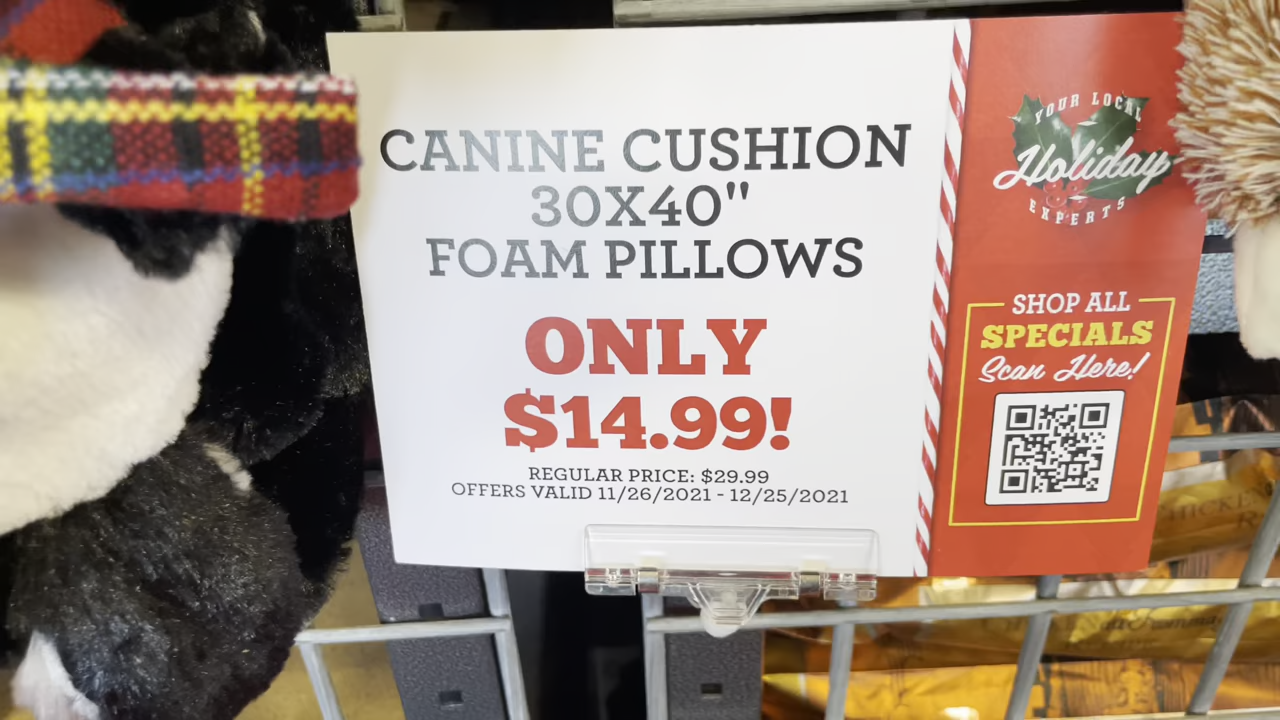 CANINE CUSHION
30X40"
FOAM PILLOWS
ONLY
$14.99!
REGULAR PRICE: $29.99
OFFERS VALID 11/26/2021 - 12/25/2021
YOUR LOCAL
Holiday
EXPERTS
SHOP ALL
SPECIALS
Scan Here!
CHICKEN